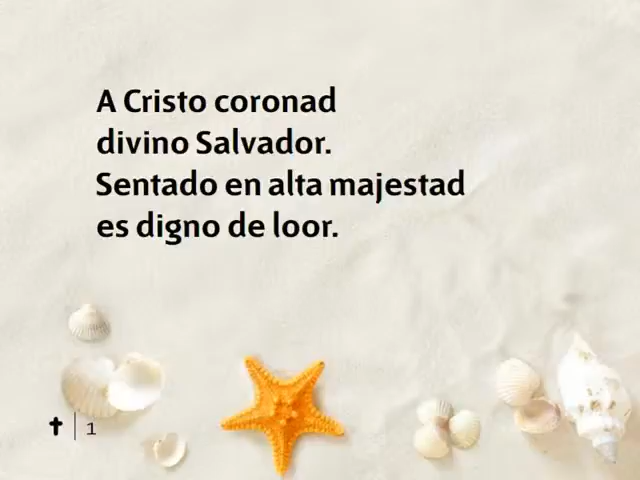 A Cristo coronad
divino Salvador.
Sentado en alta majestad
es digno de loor.
✝ | 1